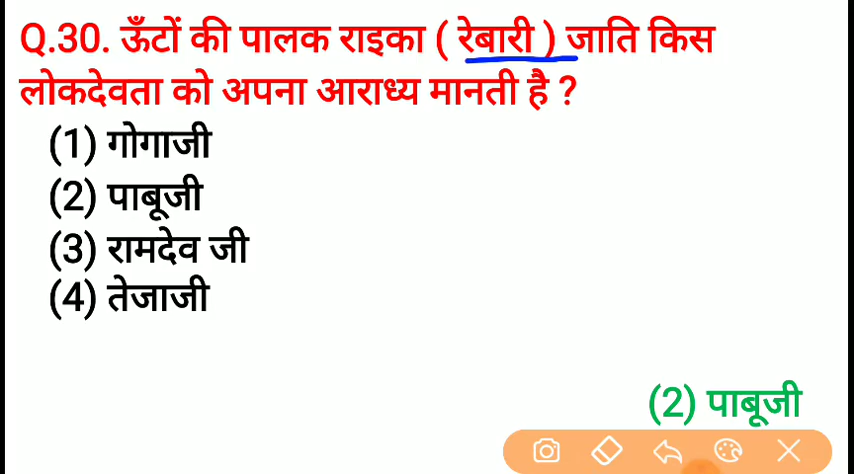 Q.30. ऊँटों की पालक राइका ( रेबारी ) जाति किस
लोकदेवता को अपना आराध्य मानती है ?
(1) गोगाजी
(2) पाबूजी
(3) रामदेव जी
(4) तेजाजी
(2) पाबूजी